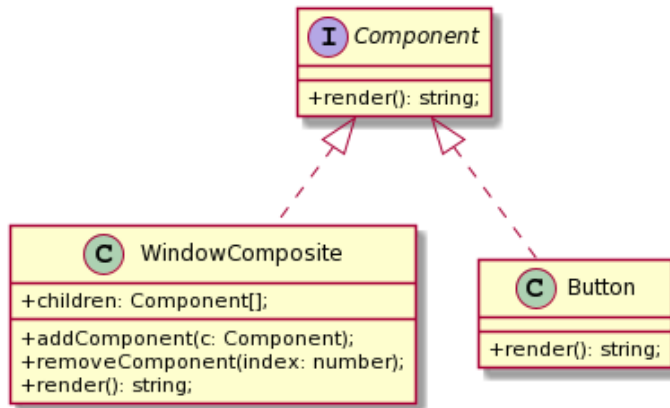 I Component
+render(): string;
C WindowComposite
+children: Component[];
+addComponent(c: Component);
+removeComponent(index: number);
+render(): string;
C Button
+render(): string;